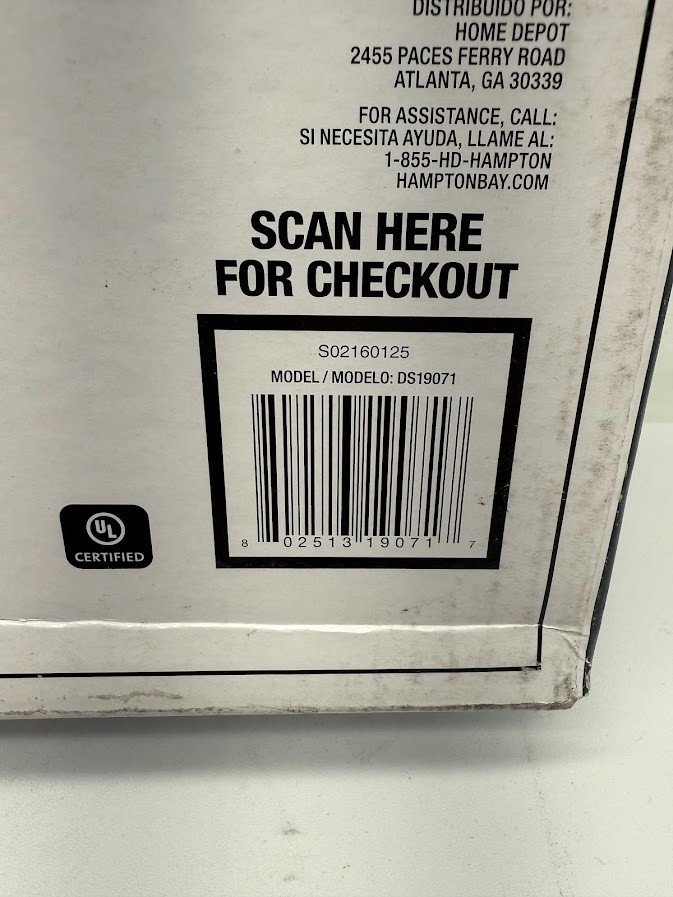 DISTRIBUIDO POR:
HOME DEPOT
2455 PACES FERRY ROAD
ATLANTA, GA 30339
FOR ASSISTANCE, CALL:
SI NECESITA AYUDA, LLAME AL:
1-855-HD-HAMPTON
HAMPTONBAY.COM
SCAN HERE
FOR CHECKOUT
S02160125
MODEL / MODELO: DS19071
8 02513 19071 7
UL
CERTIFIED